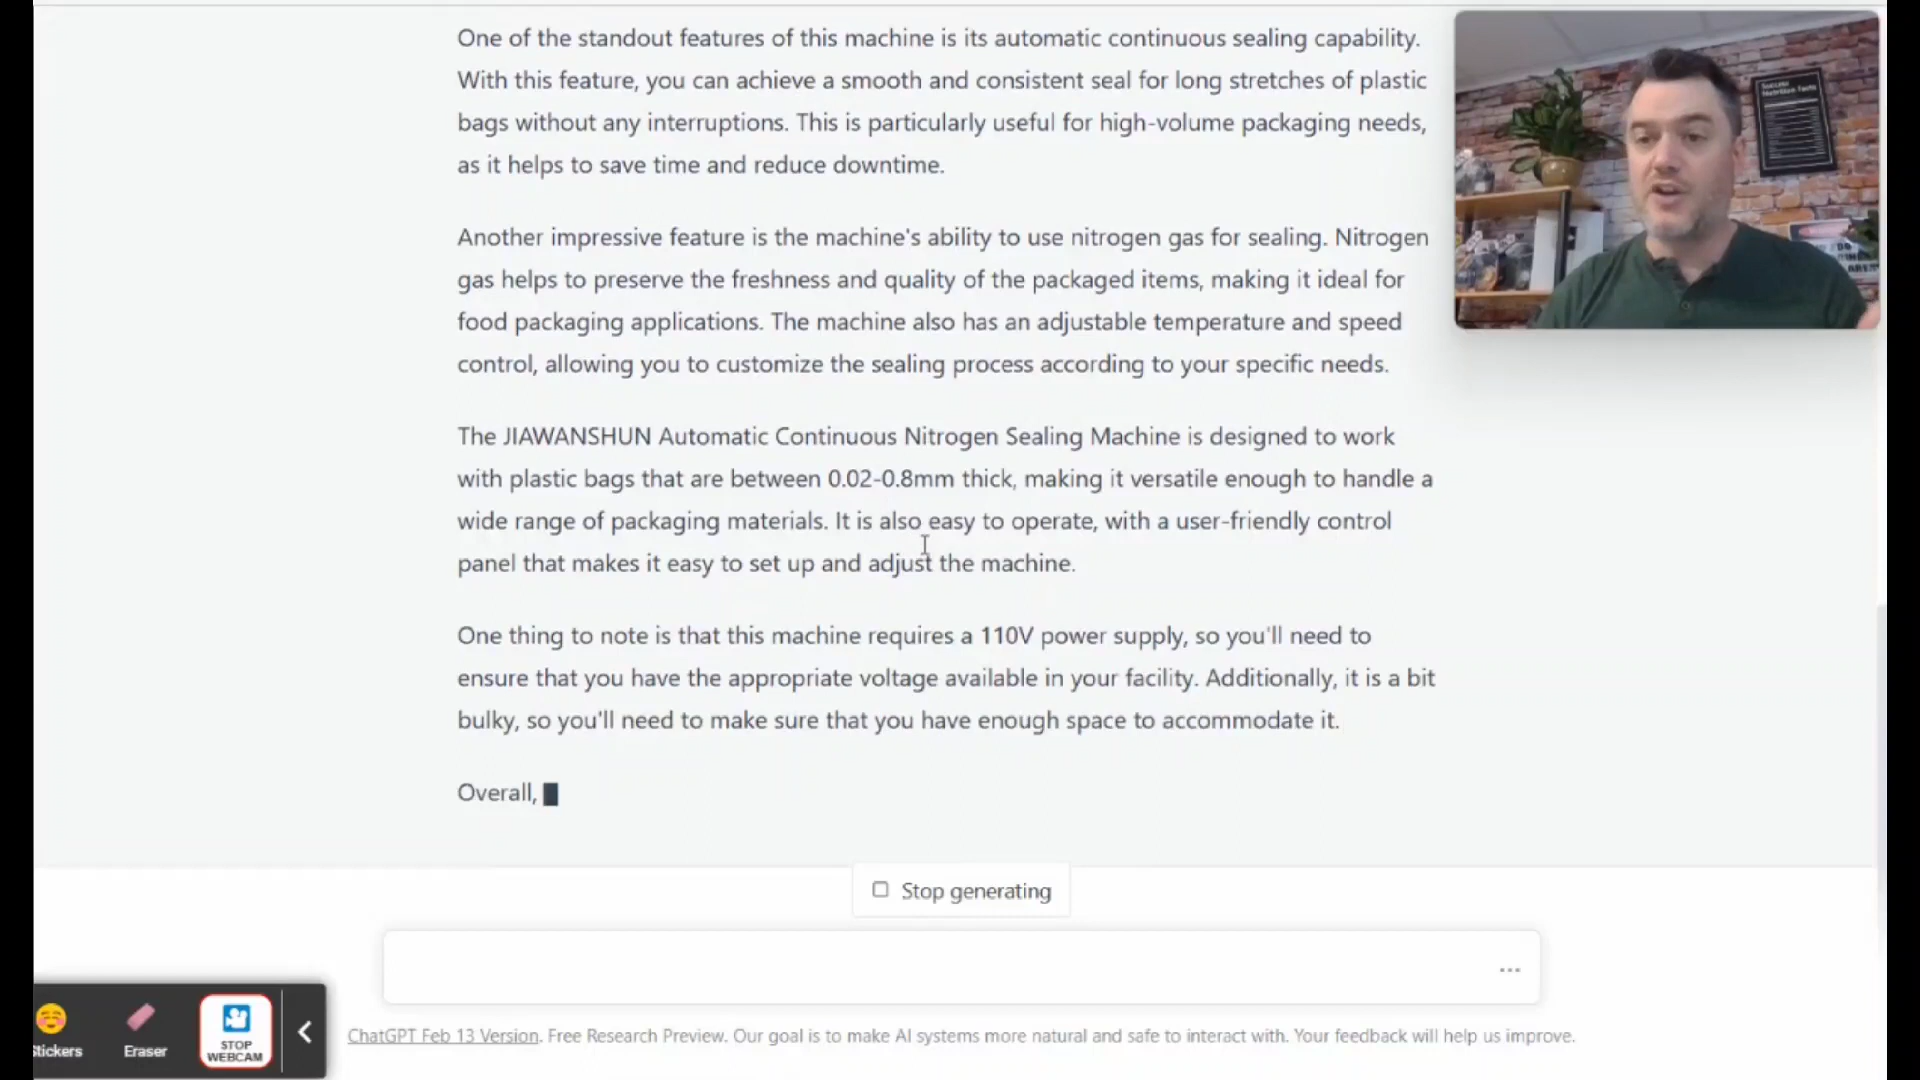 One of the standout features of this machine is its automatic continuous sealing capability.
With this feature, you can achieve a smooth and consistent seal for long stretches of plastic
bags without any interruptions. This is particularly useful for high-volume packaging needs,
as it helps to save time and reduce downtime.
Another impressive feature is the machine's ability to use nitrogen gas for sealing. Nitrogen
gas helps to preserve the freshness and quality of the packaged items, making it ideal for
food packaging applications. The machine also has an adjustable temperature and speed
control, allowing you to customize the sealing process according to your specific needs.
The JIAWANSHUN Automatic Continuous Nitrogen Sealing Machine is designed to work
with plastic bags that are between 0.02-0.8mm thick, making it versatile enough to handle a
wide range of packaging materials. It is also easy to operate, with a user-friendly control
panel that makes it easy to set up and adjust the machine.
One thing to note is that this machine requires a 110V power supply, so you'll need to
ensure that you have the appropriate voltage available in your facility. Additionally, it is a bit
bulky, so you'll need to make sure that you have enough space to accommodate it.
Overall,
Success
Nutrition Facts
Stop generating
...
Stickers
Eraser
STOP
WEBCAM
ChatGPT Feb 13 Version. Free Research Preview. Our goal is to make AI systems more natural and safe to interact with. Your feedback will help us improve.